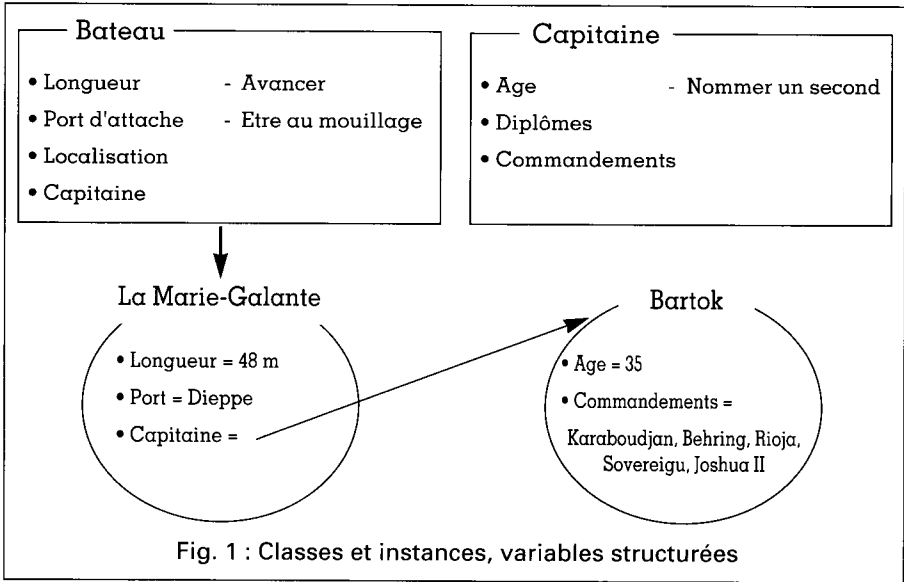 Bateau
• Longueur - Avancer
• Port d'attache - Etre au mouillage
• Localisation
• Capitaine
Capitaine
• Age - Nommer un second
• Diplômes
• Commandements
La Marie-Galante
• Longueur = 48 m
• Port = Dieppe
• Capitaine =
Bartok
• Age = 35
• Commandements =
Karaboudjan, Behring, Rioja,
Sovereigu, Joshua II
Fig. 1 : Classes et instances, variables structurées